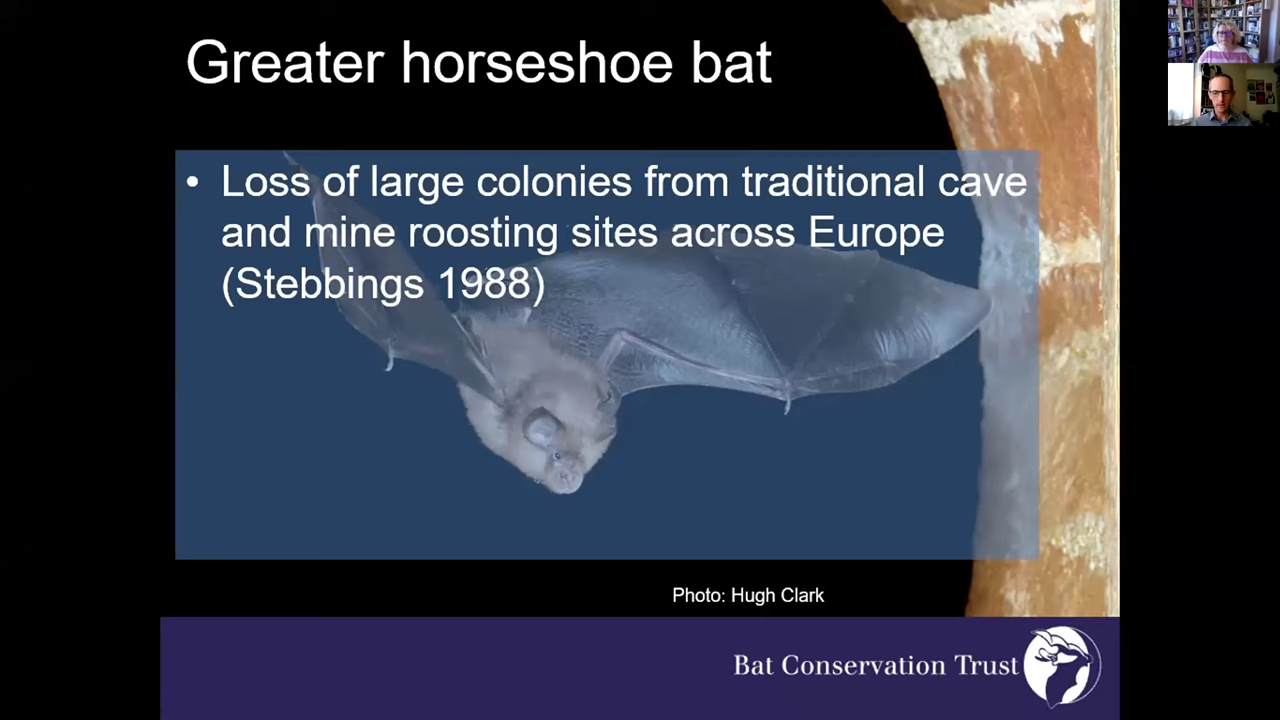 Greater horseshoe bat
• Loss of large colonies from traditional cave
and mine roosting sites across Europe
(Stebbings 1988)
Photo: Hugh Clark
Bat Conservation Trust